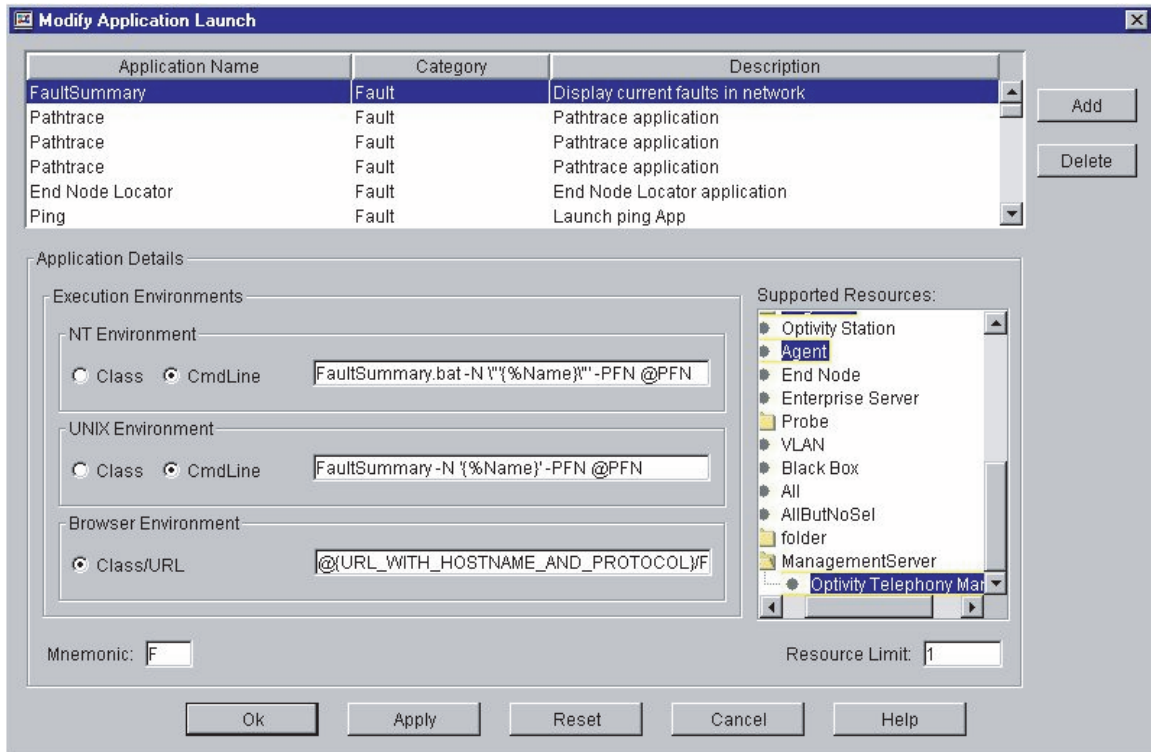 Modify Application Launch
Application Name Category Description
FaultSummary Fault Display current faults in network
Pathtrace Fault Pathtrace application
Pathtrace Fault Pathtrace application
Pathtrace Fault Pathtrace application
End Node Locator Fault End Node Locator application
Ping Fault Launch ping App
Add
Delete
Application Details
Execution Environments
NT Environment
Class CmdLine FaultSummary.bat -N \"'{%Name}\"' -PFN @PFN
UNIX Environment
Class CmdLine FaultSummary -N '{%Name}' -PFN @PFN
Browser Environment
Class/URL @{URL_WITH_HOSTNAME_AND_PROTOCOL}/F
Supported Resources:
Optivity Station
Agent
End Node
Enterprise Server
Probe
VLAN
Black Box
All
AllButNoSel
folder
ManagementServer
Optivity Telephony Mar
Mnemonic: F
Resource Limit: 1
Ok Apply Reset Cancel Help